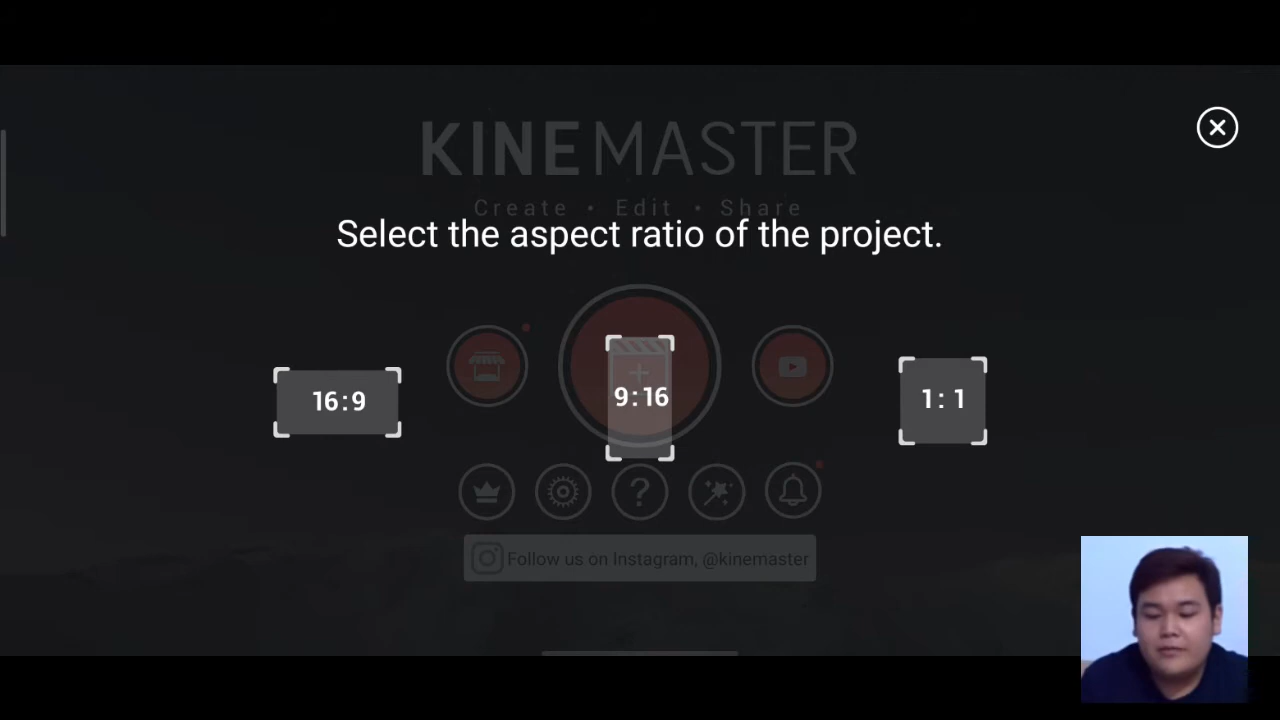 KINEMASTER
Create • Edit • Share
Select the aspect ratio of the project.
16:9
9:16
1:1
?
Follow us on Instagram, @kinemaster